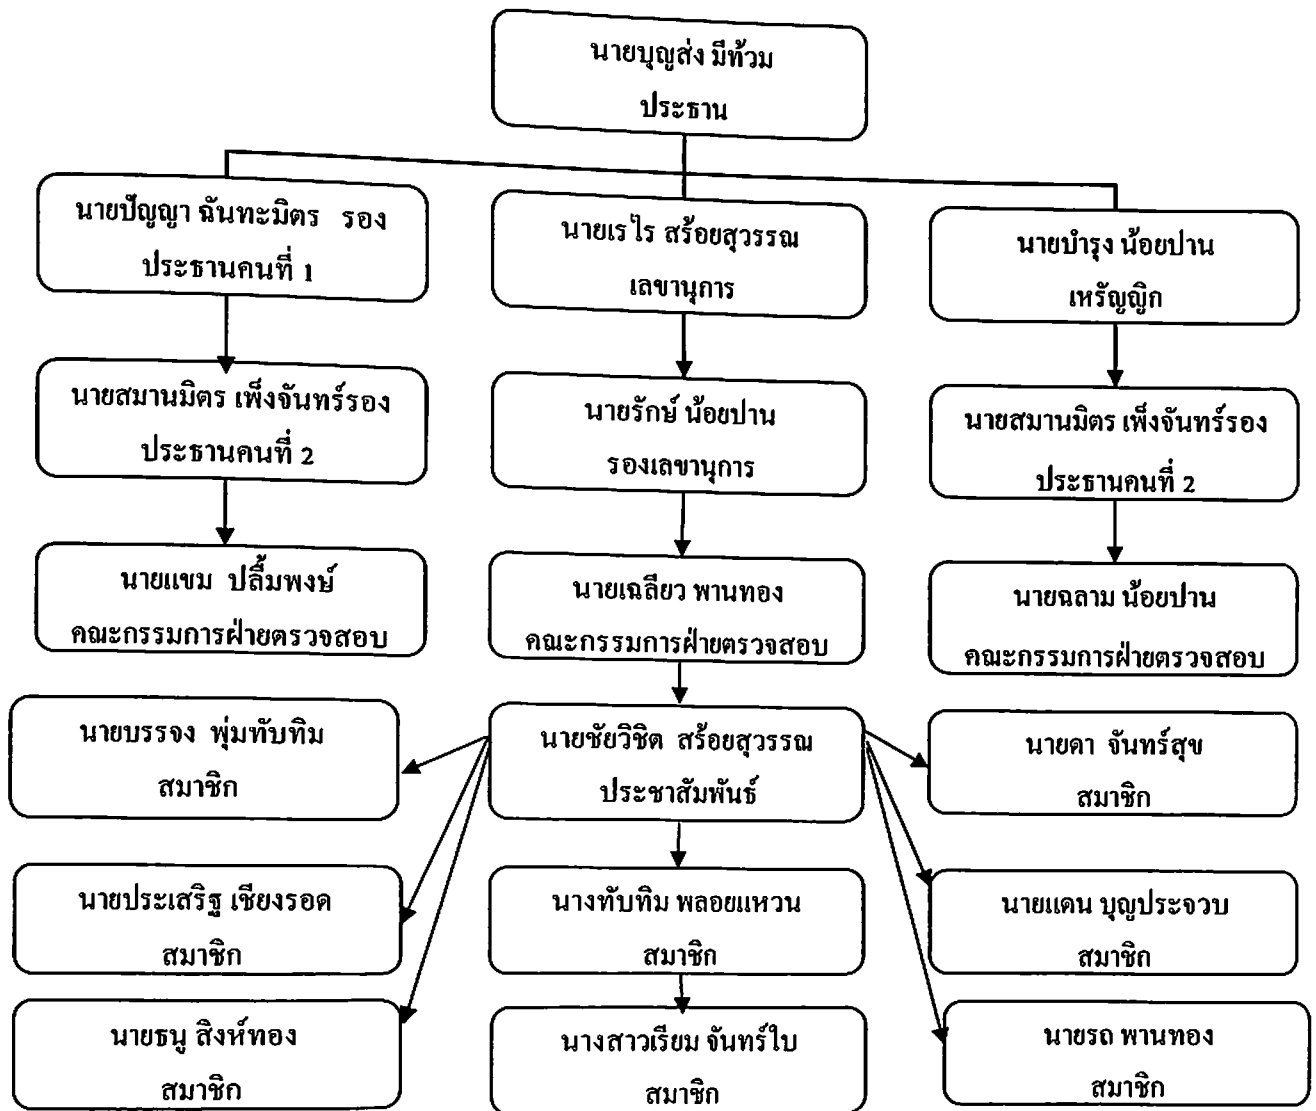 นายบุญส่ง มีท้วม
ประธาน
นายปัญญา ฉันทะมิตร รอง
ประธานคนที่ 1
นายเรไร สร้อยสุวรรณ
เลขานุการ
นายบำรุง น้อยปาน
เหรัญญิก
นายสมานมิตร เพ็งจันทร์รอง
ประธานคนที่ 2
นายรักษ์ น้อยปาน
รองเลขานุการ
นายสมานมิตร เพ็งจันทร์รอง
ประธานคนที่ 2
นายแขม ปลื้มพงษ์
คณะกรรมการฝ่ายตรวจสอบ
นายเฉลียว พานทอง
คณะกรรมการฝ่ายตรวจสอบ
นายฉลาม น้อยปาน
คณะกรรมการฝ่ายตรวจสอบ
นายบรรจง พุ่มทับทิม
สมาชิก
นายชัยวิชิต สร้อยสุวรรณ
ประชาสัมพันธ์
นายดา จันทร์สุข
สมาชิก
นายประเสริฐ เชียงรอด
สมาชิก
นางทับทิม พลอยแหวน
สมาชิก
นายแดน บุญประจวบ
สมาชิก
นายธนู สิงห์ทอง
สมาชิก
นางสาวเรียม จันทร์ใบ
สมาชิก
นายรถ พานทอง
สมาชิก